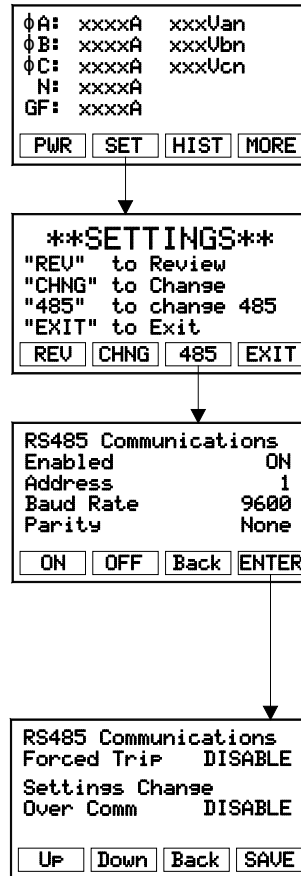 ϕA: xxxxA xxxVan
ϕB: xxxxA xxxVbn
ϕC: xxxxA xxxVcn
N: xxxxA
GF: xxxxA
PWR SET HIST MORE
**SETTINGS**
"REV" to Review
"CHNG" to Change
"485" to change 485
"EXIT" to Exit
REV CHNG 485 EXIT
RS485 Communications
Enabled ON
Address 1
Baud Rate 9600
Parity None
ON OFF Back ENTER
RS485 Communications
Forced Trip DISABLE
Settings Change
Over Comm DISABLE
Up Down Back SAVE